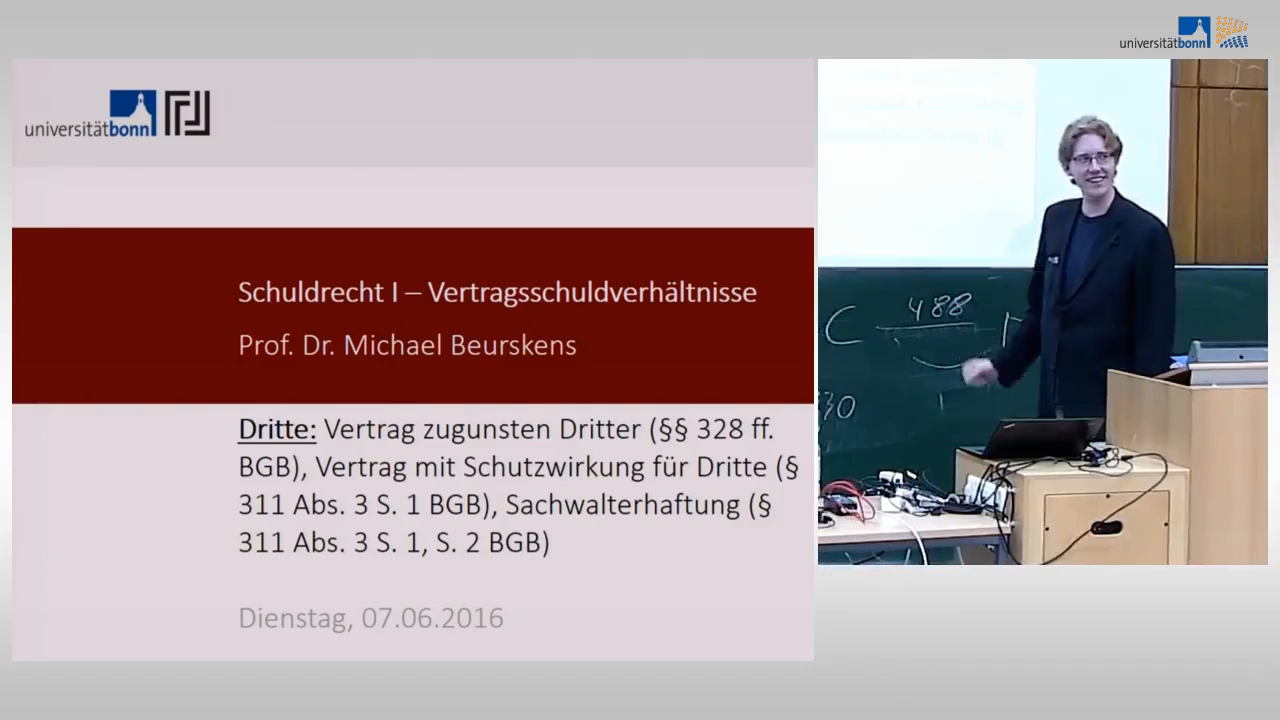 universitätbonn
universitätbonn
Schuldrecht I – Vertragsschuldverhältnisse
Prof. Dr. Michael Beurskens
Dritte: Vertrag zugunsten Dritter (§§ 328 ff.
BGB), Vertrag mit Schutzwirkung für Dritte (§
311 Abs. 3 S. 1 BGB), Sachwalterhaftung (§
311 Abs. 3 S. 1, S. 2 BGB)
Dienstag, 07.06.2016
C 488